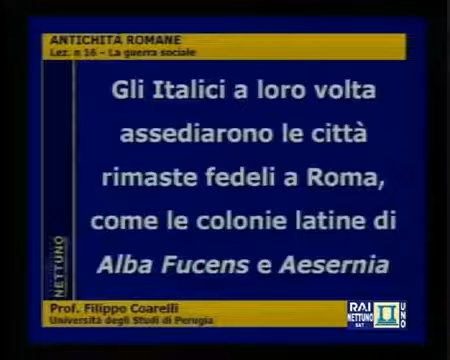 ANTICHITÀ ROMANE
Lez. n 16 - La guerra sociale
Gli Italici a loro volta
assediarono le città
rimaste fedeli a Roma,
come le colonie latine di
Alba Fucens e Aesernia
NETTUNO
Prof. Filippo Coarelli
Università degli Studi di Perugia
RAI
NETTUNO
SAT
UNO